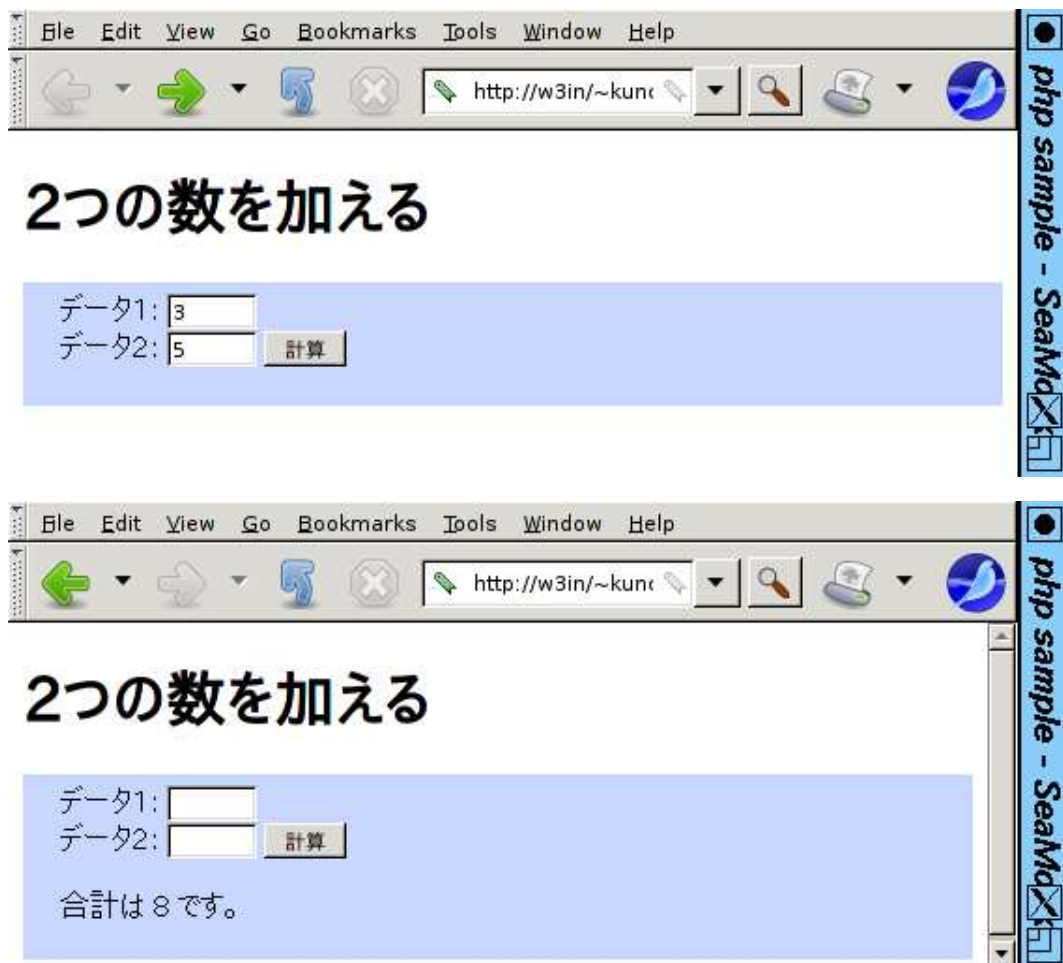 File Edit View Go Bookmarks Tools Window Help
http://w3in/~kun
2つの数を加える
データ1: 3
データ2: 5 計算
php sample - SeaMo
File Edit View Go Bookmarks Tools Window Help
http://w3in/~kun
2つの数を加える
データ1:
データ2: 計算
合計は 8 です。
php sample - SeaMo